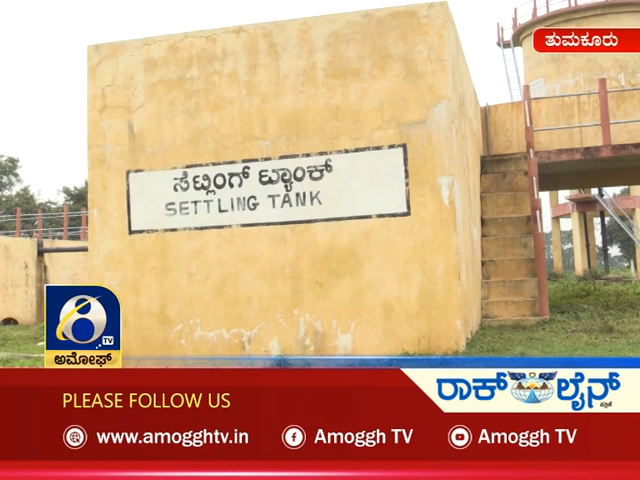 ತುಮಕೂರು
ಸೆಟ್ಲಿಂಗ್ ಟ್ಯಾಂಕ್
SETTLING TANK
TV
ಅಮೋಘ್
PLEASE FOLLOW US
ರಾಕ್ ಲೈನ್
www.amogghtv.in
Amoggh TV
Amoggh TV